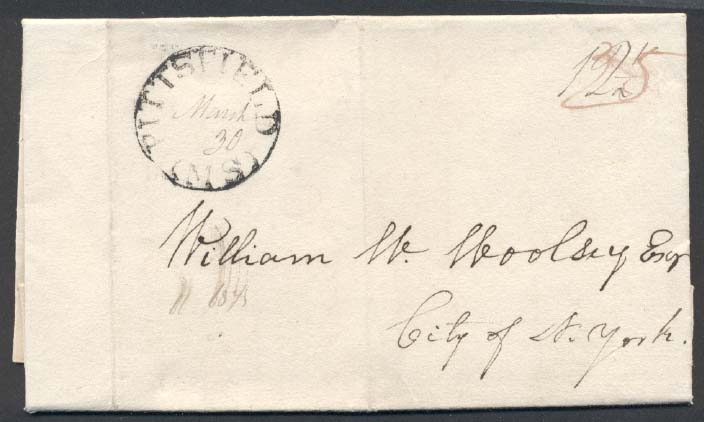 PITTSFIELD
March
30
(MS)
12½
William W. Woolsey Esqr
City of N. York.